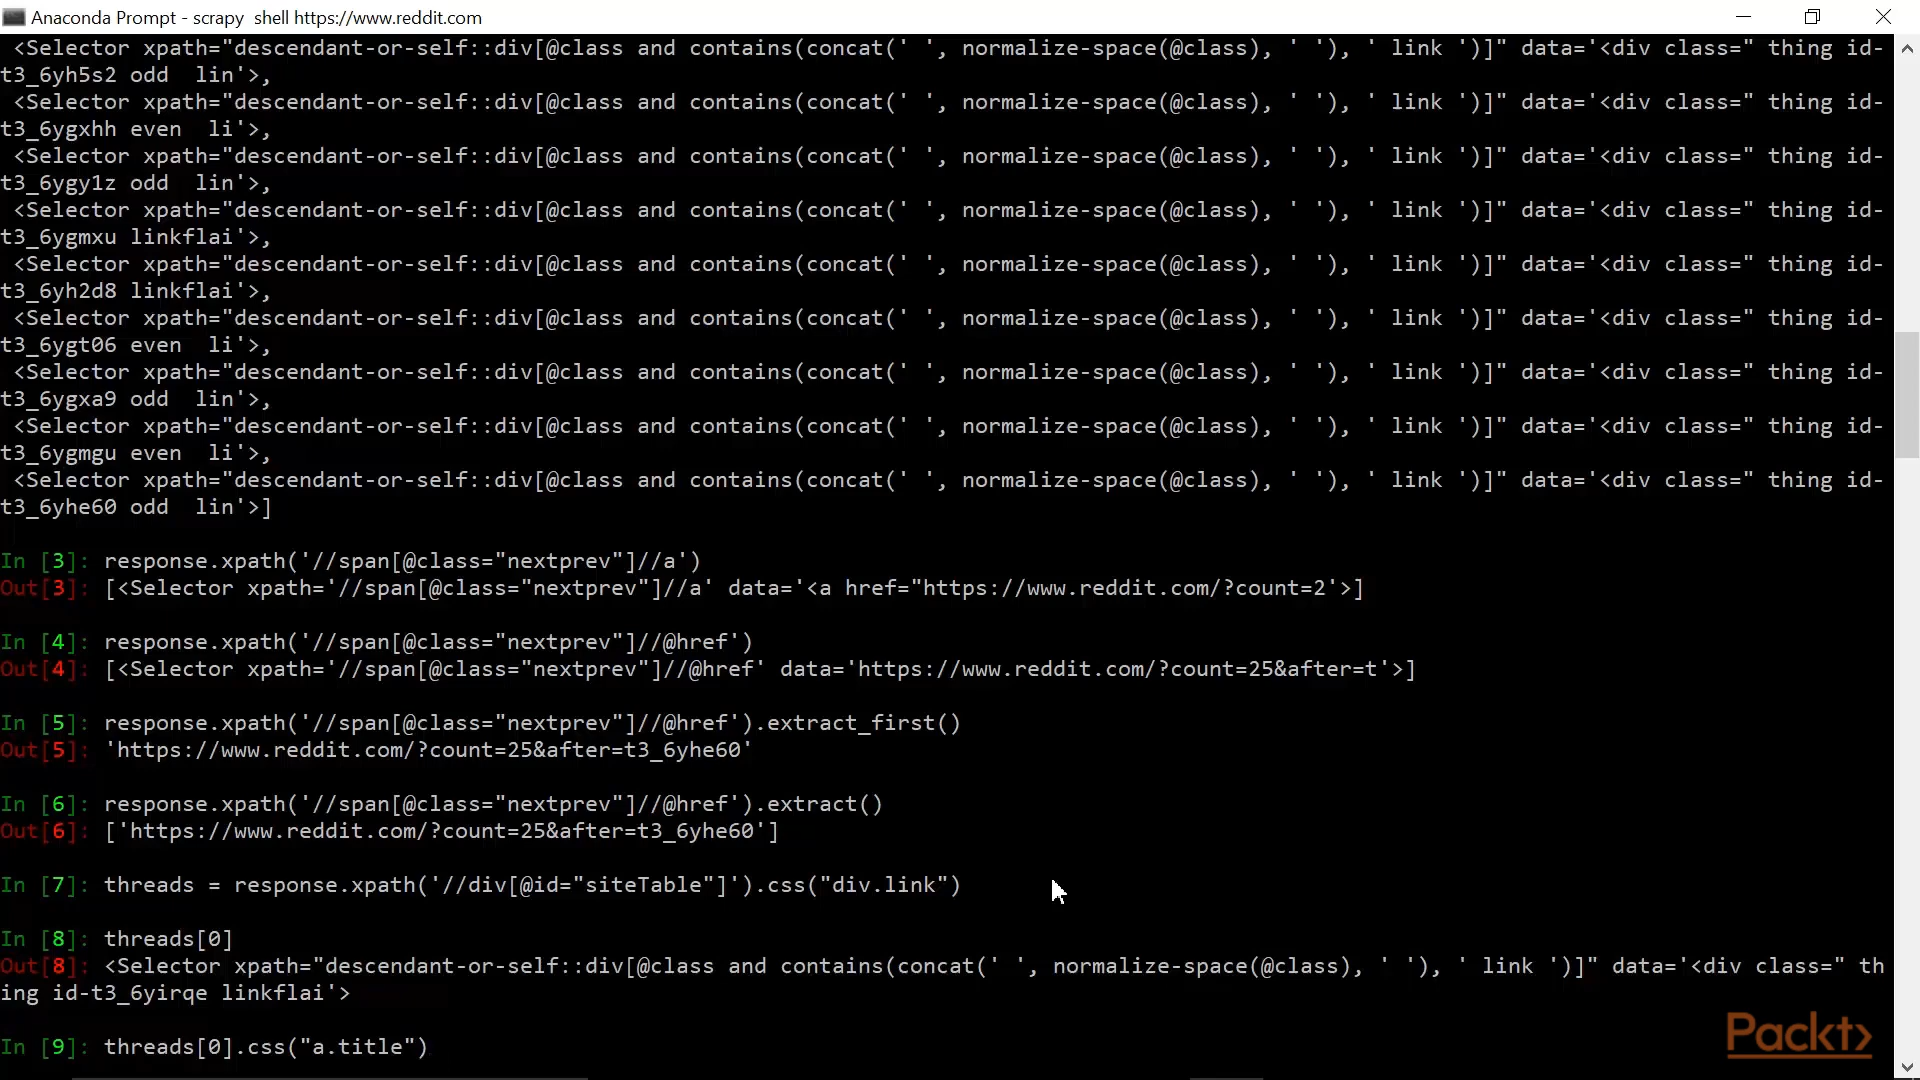 Anaconda Prompt - scrapy  shell https://www.reddit.com
 <Selector xpath="descendant-or-self::div[@class and contains(concat(' ', normalize-space(@class), ' '), ' link ')]" data='<div class=" thing id-
t3_6yh5s2 odd  lin'>,
 <Selector xpath="descendant-or-self::div[@class and contains(concat(' ', normalize-space(@class), ' '), ' link ')]" data='<div class=" thing id-
t3_6ygxhh even  li'>,
 <Selector xpath="descendant-or-self::div[@class and contains(concat(' ', normalize-space(@class), ' '), ' link ')]" data='<div class=" thing id-
t3_6ygy1z odd  lin'>,
 <Selector xpath="descendant-or-self::div[@class and contains(concat(' ', normalize-space(@class), ' '), ' link ')]" data='<div class=" thing id-
t3_6ygmxu linkflai'>,
 <Selector xpath="descendant-or-self::div[@class and contains(concat(' ', normalize-space(@class), ' '), ' link ')]" data='<div class=" thing id-
t3_6yh2d8 linkflai'>,
 <Selector xpath="descendant-or-self::div[@class and contains(concat(' ', normalize-space(@class), ' '), ' link ')]" data='<div class=" thing id-
t3_6ygt06 even  li'>,
 <Selector xpath="descendant-or-self::div[@class and contains(concat(' ', normalize-space(@class), ' '), ' link ')]" data='<div class=" thing id-
t3_6ygxa9 odd  lin'>,
 <Selector xpath="descendant-or-self::div[@class and contains(concat(' ', normalize-space(@class), ' '), ' link ')]" data='<div class=" thing id-
t3_6ygmgu even  li'>,
 <Selector xpath="descendant-or-self::div[@class and contains(concat(' ', normalize-space(@class), ' '), ' link ')]" data='<div class=" thing id-
t3_6yhe60 odd  lin'>]
In [3]: response.xpath('//span[@class="nextprev"]//a')
Out[3]: [<Selector xpath='//span[@class="nextprev"]//a' data='<a href="https://www.reddit.com/?count=2'>]
In [4]: response.xpath('//span[@class="nextprev"]//@href')
Out[4]: [<Selector xpath='//span[@class="nextprev"]//@href' data='https://www.reddit.com/?count=25&after=t'>]
In [5]: response.xpath('//span[@class="nextprev"]//@href').extract_first()
Out[5]: 'https://www.reddit.com/?count=25&after=t3_6yhe60'
In [6]: response.xpath('//span[@class="nextprev"]//@href').extract()
Out[6]: ['https://www.reddit.com/?count=25&after=t3_6yhe60']
In [7]: threads = response.xpath('//div[@id="siteTable"]').css("div.link")
In [8]: threads[0]
Out[8]: <Selector xpath="descendant-or-self::div[@class and contains(concat(' ', normalize-space(@class), ' '), ' link ')]" data='<div class=" th
ing id-t3_6yirqe linkflai'>
In [9]: threads[0].css("a.title")
Packt>